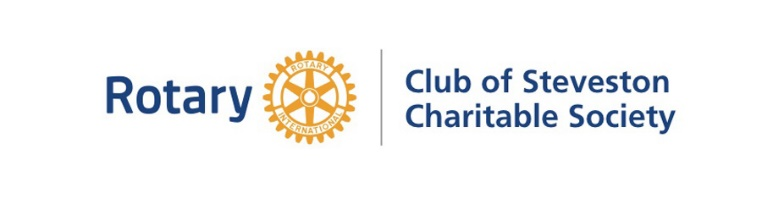 Rotary
ROTARY
INTERNATIONAL
Club of Steveston
Charitable Society